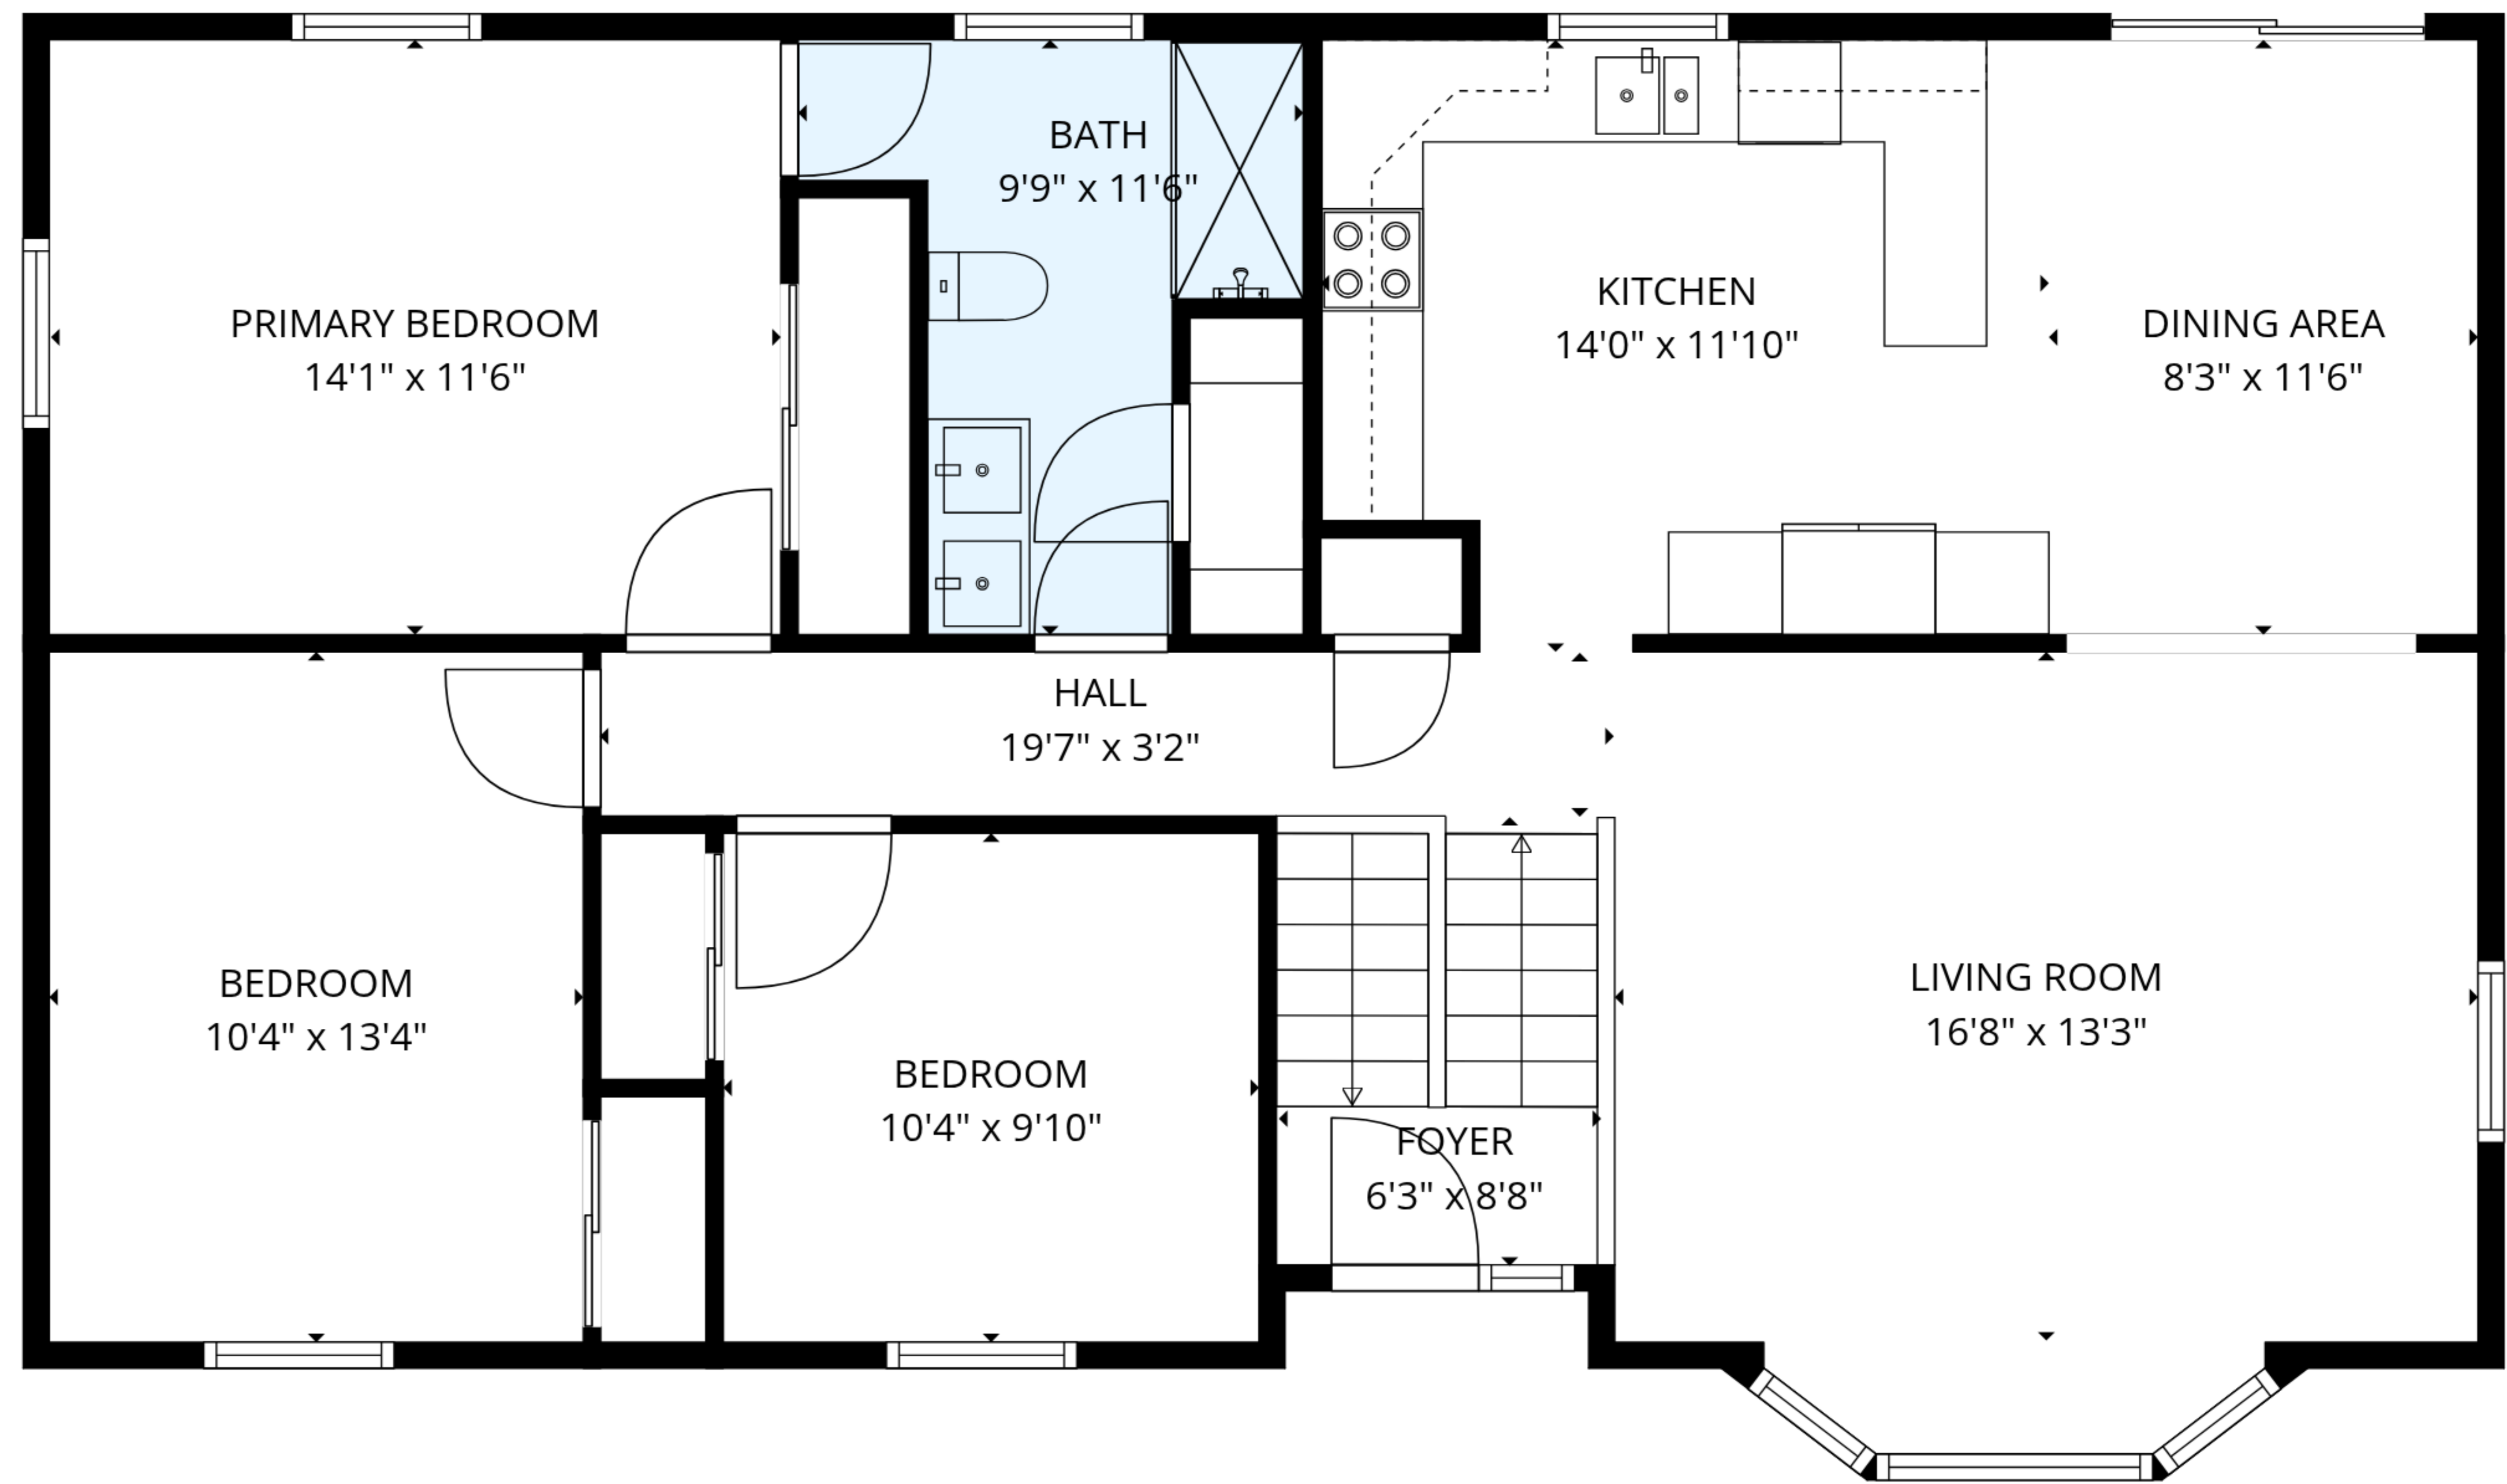 BATH
9'9" x 11'6"
KITCHEN
14'0" x 11'10"
PRIMARY BEDROOM
14'1" x 11'6"
DINING AREA
8'3" x 11'6"
HALL
19'7" x 3'2"
BEDROOM
10'4" x 13'4"
LIVING ROOM
16'8" x 13'3"
BEDROOM
10'4" x 9'10"
FOYER
6'3" x 8'8"